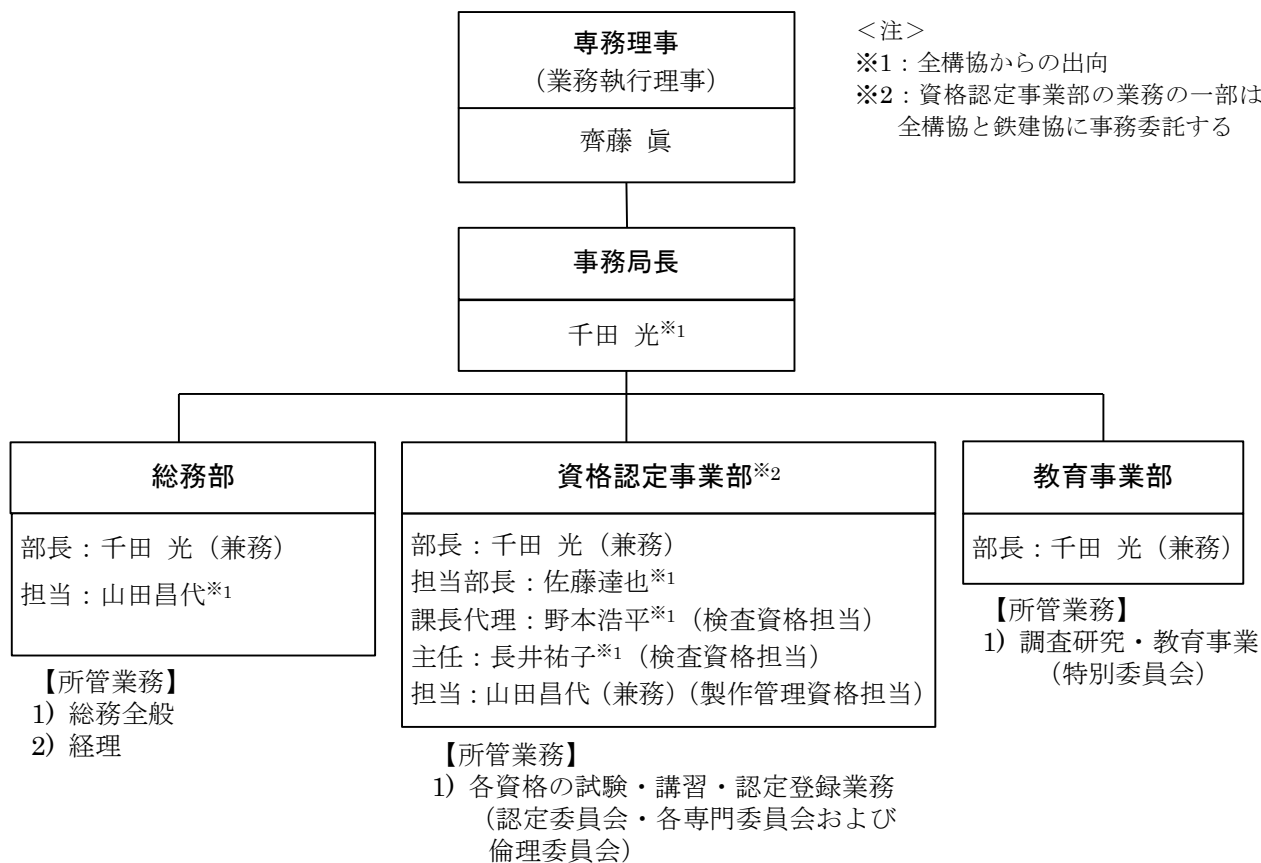 専務理事
(業務執行理事)
齊藤 眞
<注>
※1:全構協からの出向
※2:資格認定事業部の業務の一部は
全構協と鉄建協に事務委託する
事務局長
千田 光※1
総務部
部長:千田 光(兼務)
担当:山田昌代※1
【所管業務】
1) 総務全般
2) 経理
資格認定事業部※2
部長:千田 光(兼務)
担当部長:佐藤達也※1
課長代理:野本浩平※1(検査資格担当)
主任:長井祐子※1(検査資格担当)
担当:山田昌代(兼務)(製作管理資格担当)
【所管業務】
1) 各資格の試験・講習・認定登録業務
(認定委員会・各専門委員会および
倫理委員会)
教育事業部
部長:千田 光(兼務)
【所管業務】
1) 調査研究・教育事業
(特別委員会)